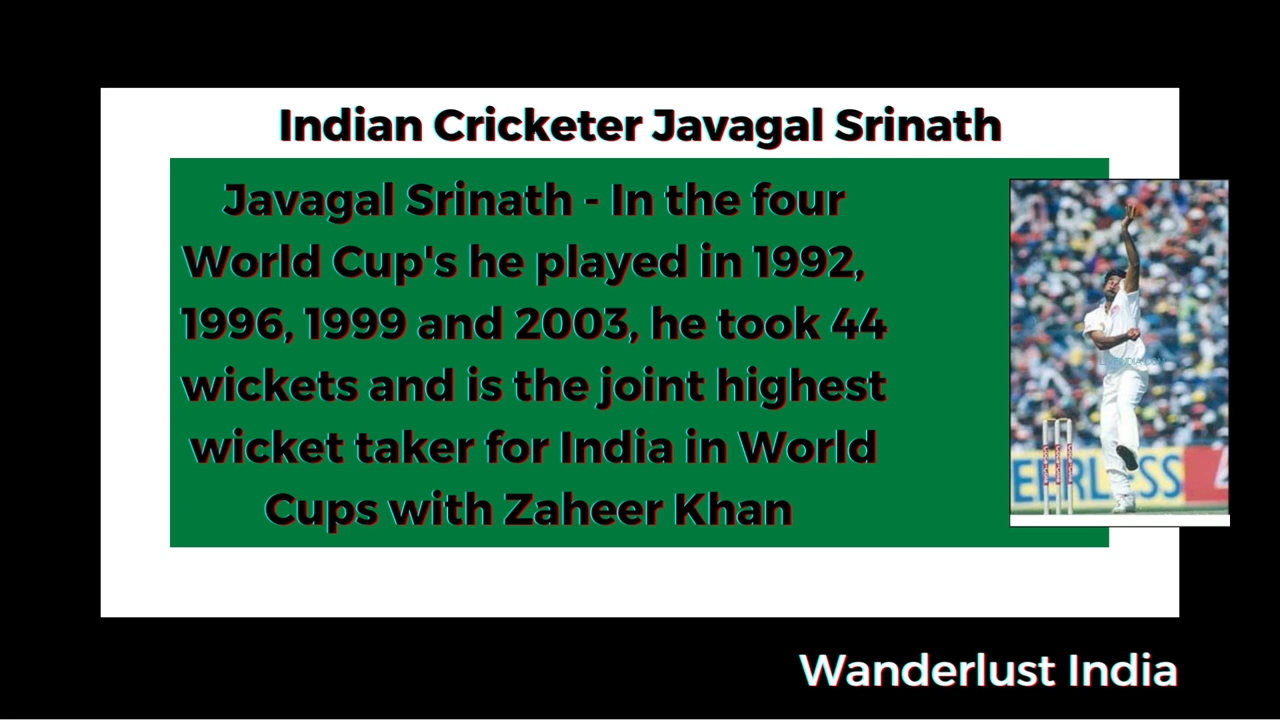 Indian Cricketer Javagal Srinath
Javagal Srinath - In the four
World Cup's he played in 1992,
1996, 1999 and 2003, he took 44
wickets and is the joint highest
wicket taker for India in World
Cups with Zaheer Khan
EERLESS
Wanderlust India